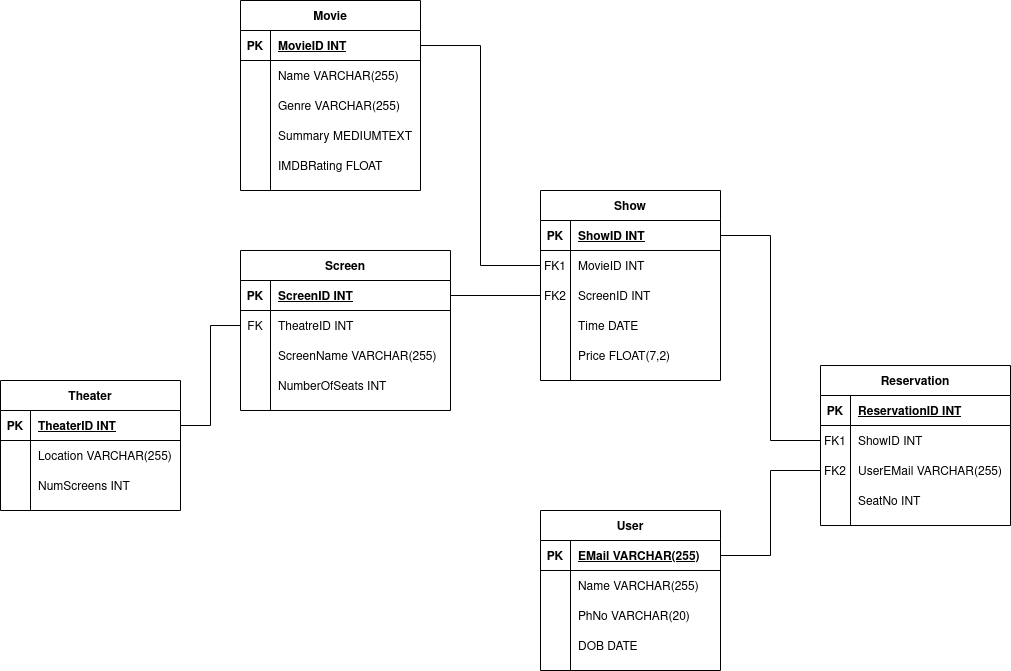 Movie
PK MovieID INT
Name VARCHAR(255)
Genre VARCHAR(255)
Summary MEDIUMTEXT
IMDBRating FLOAT
Show
PK ShowID INT
FK1 MovieID INT
FK2 ScreenID INT
Time DATE
Price FLOAT(7,2)
Screen
PK ScreenID INT
FK TheatreID INT
ScreenName VARCHAR(255)
NumberOfSeats INT
Theater
PK TheaterID INT
Location VARCHAR(255)
NumScreens INT
Reservation
PK ReservationID INT
FK1 ShowID INT
FK2 UserEMail VARCHAR(255)
SeatNo INT
User
PK EMail VARCHAR(255)
Name VARCHAR(255)
PhNo VARCHAR(20)
DOB DATE